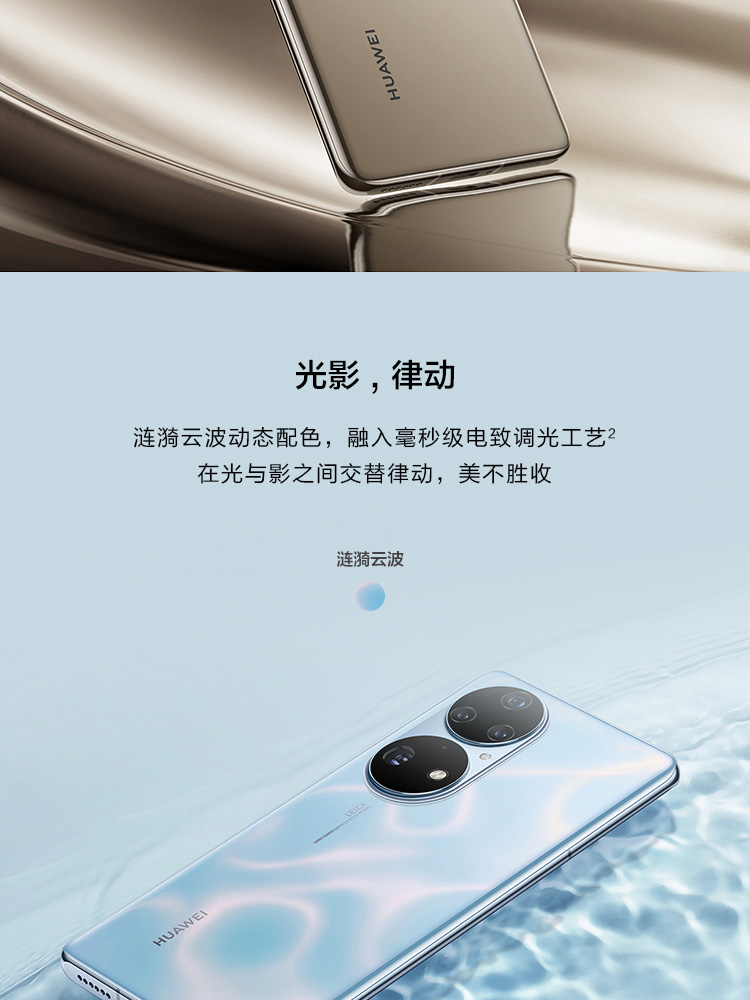 HUAWEI
光影，律动
涟漪云波动态配色，融入毫秒级电致调光工艺²
在光与影之间交替律动，美不胜收
涟漪云波
LEICA
HUAWEI